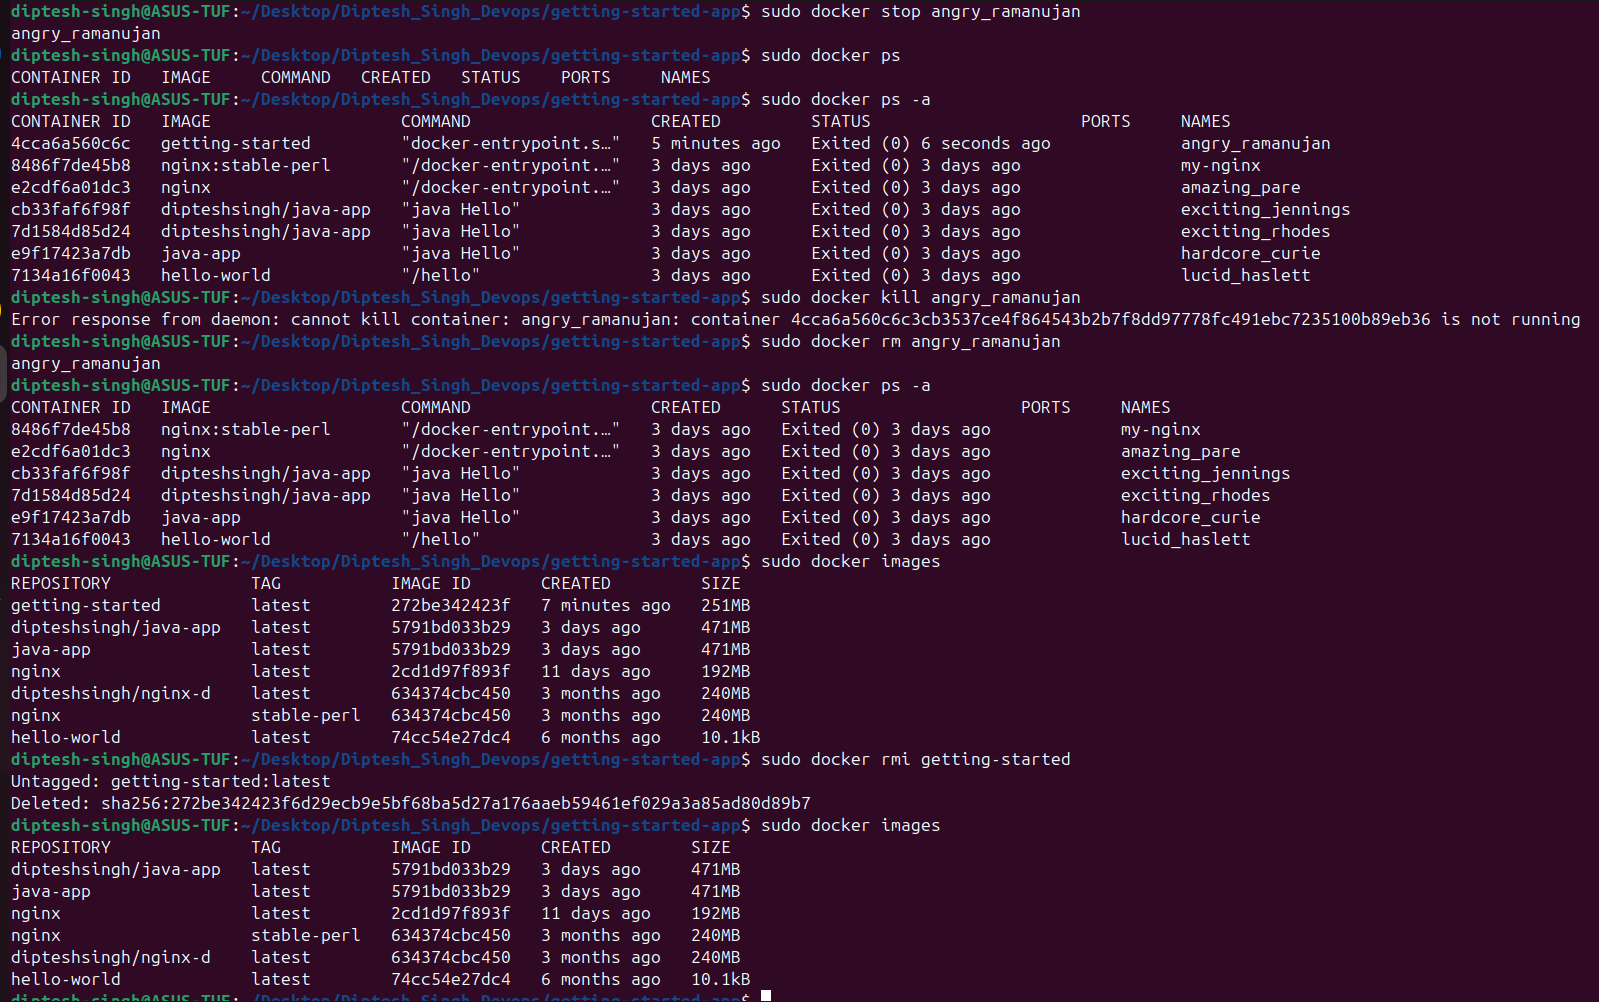 diptesh-singh@ASUS-TUF:~/Desktop/Diptesh_Singh_Devops/getting-started-app$ sudo docker stop angry_ramanujan
angry_ramanujan
diptesh-singh@ASUS-TUF:~/Desktop/Diptesh_Singh_Devops/getting-started-app$ sudo docker ps
CONTAINER ID   IMAGE     COMMAND   CREATED   STATUS    PORTS     NAMES
diptesh-singh@ASUS-TUF:~/Desktop/Diptesh_Singh_Devops/getting-started-app$ sudo docker ps -a
CONTAINER ID   IMAGE                   COMMAND                  CREATED         STATUS                     PORTS     NAMES
4cca6a560c6c   getting-started         "docker-entrypoint.s…"   5 minutes ago   Exited (0) 6 seconds ago             angry_ramanujan
8486f7de45b8   nginx:stable-perl       "/docker-entrypoint.…"   3 days ago      Exited (0) 3 days ago                my-nginx
e2cdf6a01dc3   nginx                   "/docker-entrypoint.…"   3 days ago      Exited (0) 3 days ago                amazing_pare
cb33faf6f98f   dipteshsingh/java-app   "java Hello"             3 days ago      Exited (0) 3 days ago                exciting_jennings
7d1584d85d24   dipteshsingh/java-app   "java Hello"             3 days ago      Exited (0) 3 days ago                exciting_rhodes
e9f17423a7db   java-app                "java Hello"             3 days ago      Exited (0) 3 days ago                hardcore_curie
7134a16f0043   hello-world             "/hello"                 3 days ago      Exited (0) 3 days ago                lucid_haslett
diptesh-singh@ASUS-TUF:~/Desktop/Diptesh_Singh_Devops/getting-started-app$ sudo docker kill angry_ramanujan
Error response from daemon: cannot kill container: angry_ramanujan: container 4cca6a560c6c3cb3537ce4f864543b2b7f8dd97778fc491ebc7235100b89eb36 is not running
diptesh-singh@ASUS-TUF:~/Desktop/Diptesh_Singh_Devops/getting-started-app$ sudo docker rm angry_ramanujan
angry_ramanujan
diptesh-singh@ASUS-TUF:~/Desktop/Diptesh_Singh_Devops/getting-started-app$ sudo docker ps -a
CONTAINER ID   IMAGE                   COMMAND                  CREATED      STATUS                  PORTS     NAMES
8486f7de45b8   nginx:stable-perl       "/docker-entrypoint.…"   3 days ago   Exited (0) 3 days ago             my-nginx
e2cdf6a01dc3   nginx                   "/docker-entrypoint.…"   3 days ago   Exited (0) 3 days ago             amazing_pare
cb33faf6f98f   dipteshsingh/java-app   "java Hello"             3 days ago   Exited (0) 3 days ago             exciting_jennings
7d1584d85d24   dipteshsingh/java-app   "java Hello"             3 days ago   Exited (0) 3 days ago             exciting_rhodes
e9f17423a7db   java-app                "java Hello"             3 days ago   Exited (0) 3 days ago             hardcore_curie
7134a16f0043   hello-world             "/hello"                 3 days ago   Exited (0) 3 days ago             lucid_haslett
diptesh-singh@ASUS-TUF:~/Desktop/Diptesh_Singh_Devops/getting-started-app$ sudo docker images
REPOSITORY              TAG           IMAGE ID       CREATED         SIZE
getting-started         latest        272be342423f   7 minutes ago   251MB
dipteshsingh/java-app   latest        5791bd033b29   3 days ago      471MB
java-app                latest        5791bd033b29   3 days ago      471MB
nginx                   latest        2cd1d97f893f   11 days ago     192MB
dipteshsingh/nginx-d    latest        634374cbc450   3 months ago    240MB
nginx                   stable-perl   634374cbc450   3 months ago    240MB
hello-world             latest        74cc54e27dc4   6 months ago    10.1kB
diptesh-singh@ASUS-TUF:~/Desktop/Diptesh_Singh_Devops/getting-started-app$ sudo docker rmi getting-started
Untagged: getting-started:latest
Deleted: sha256:272be342423f6d29ecb9e5bf68ba5d27a176aaeb59461ef029a3a85ad80d89b7
diptesh-singh@ASUS-TUF:~/Desktop/Diptesh_Singh_Devops/getting-started-app$ sudo docker images
REPOSITORY              TAG           IMAGE ID       CREATED        SIZE
dipteshsingh/java-app   latest        5791bd033b29   3 days ago     471MB
java-app                latest        5791bd033b29   3 days ago     471MB
nginx                   latest        2cd1d97f893f   11 days ago    192MB
nginx                   stable-perl   634374cbc450   3 months ago   240MB
dipteshsingh/nginx-d    latest        634374cbc450   3 months ago   240MB
hello-world             latest        74cc54e27dc4   6 months ago   10.1kB
diptesh-singh@ASUS-TUF:~/Desktop/Diptesh_Singh_Devops/getting-started-app$